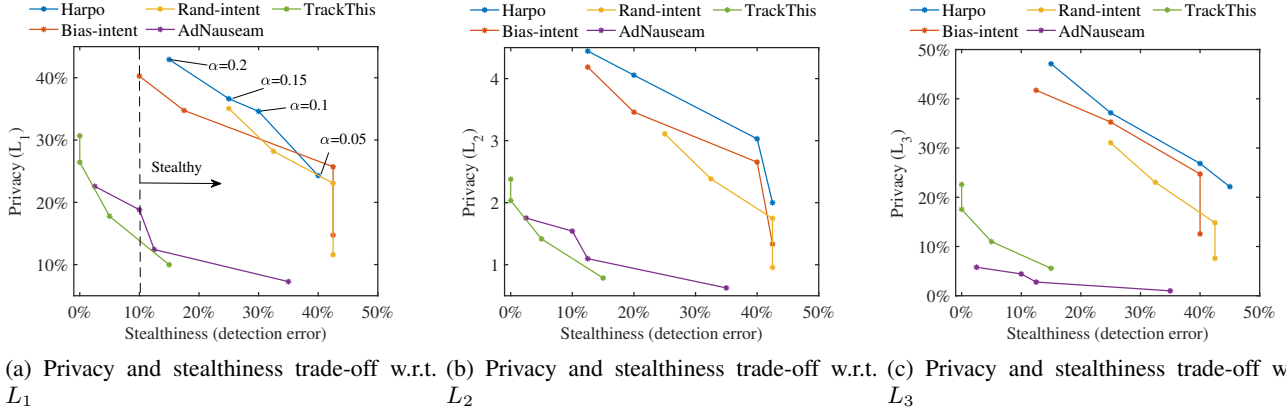 Harpo Rand-intent TrackThis
Bias-intent AdNauseam
Privacy (L1)
40%
30%
20%
10%
α=0.2
α=0.15
α=0.1
α=0.05
Stealthy
0% 10% 20% 30% 40% 50%
Stealthiness (detection error)
(a) Privacy and stealthiness trade-off w.r.t.
L1
Harpo Rand-intent TrackThis
Bias-intent AdNauseam
Privacy (L2)
4
3
2
1
0% 10% 20% 30% 40% 50%
Stealthiness (detection error)
(b) Privacy and stealthiness trade-off w.r.t.
L2
Harpo Rand-intent TrackThis
Bias-intent AdNauseam
Privacy (L3)
50%
40%
30%
20%
10%
0%
0% 10% 20% 30% 40% 50%
Stealthiness (detection error)
(c) Privacy and stealthiness trade-off w
L3